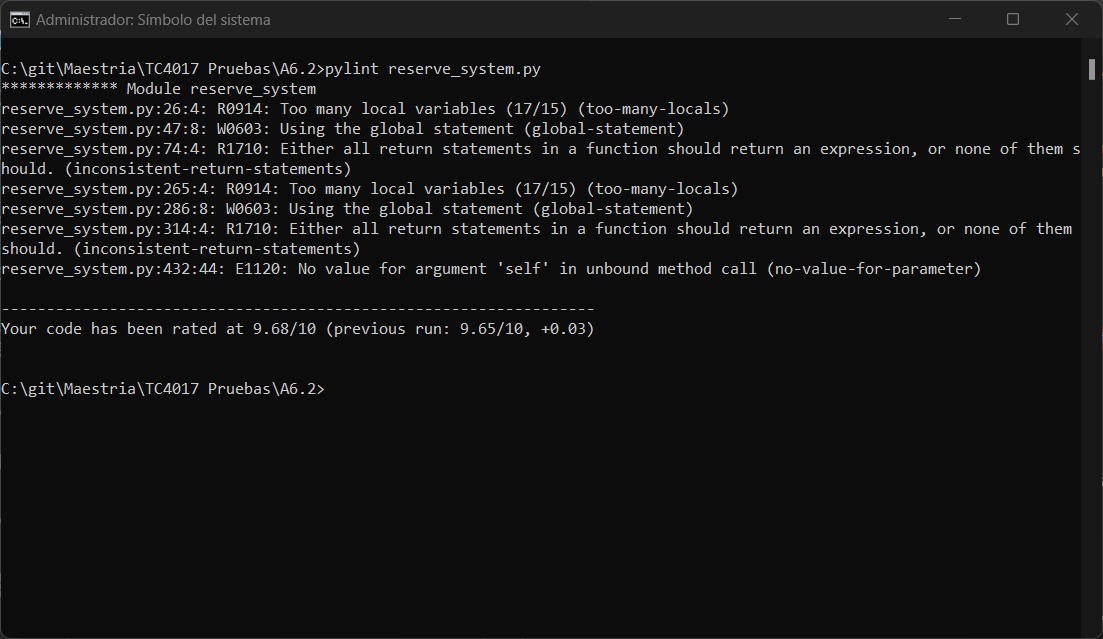 Administrador: Símbolo del sistema
C:\git\Maestria\TC4017 Pruebas\A6.2>pylint reserve_system.py
************* Module reserve_system
reserve_system.py:26:4: R0914: Too many local variables (17/15) (too-many-locals)
reserve_system.py:47:8: W0603: Using the global statement (global-statement)
reserve_system.py:74:4: R1710: Either all return statements in a function should return an expression, or none of them s
hould. (inconsistent-return-statements)
reserve_system.py:265:4: R0914: Too many local variables (17/15) (too-many-locals)
reserve_system.py:286:8: W0603: Using the global statement (global-statement)
reserve_system.py:314:4: R1710: Either all return statements in a function should return an expression, or none of them
should. (inconsistent-return-statements)
reserve_system.py:432:44: E1120: No value for argument 'self' in unbound method call (no-value-for-parameter)
------------------------------------------------------------------
Your code has been rated at 9.68/10 (previous run: 9.65/10, +0.03)
C:\git\Maestria\TC4017 Pruebas\A6.2>